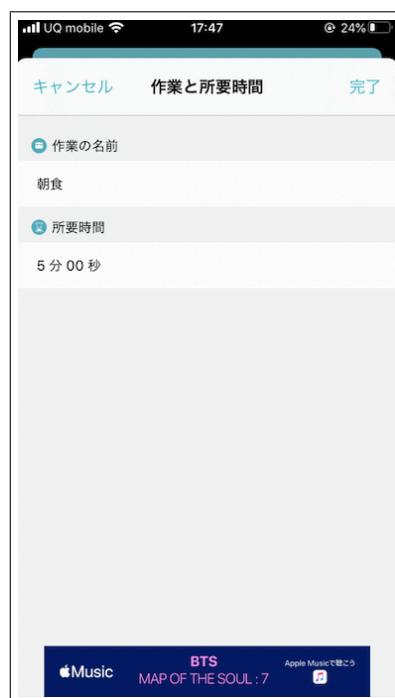 UQ mobile 17:47 24%
キャンセル 作業と所要時間 完了
作業の名前
朝食
所要時間
5 分 00 秒
Music BTS Apple Musicで聴こう
MAP OF THE SOUL : 7